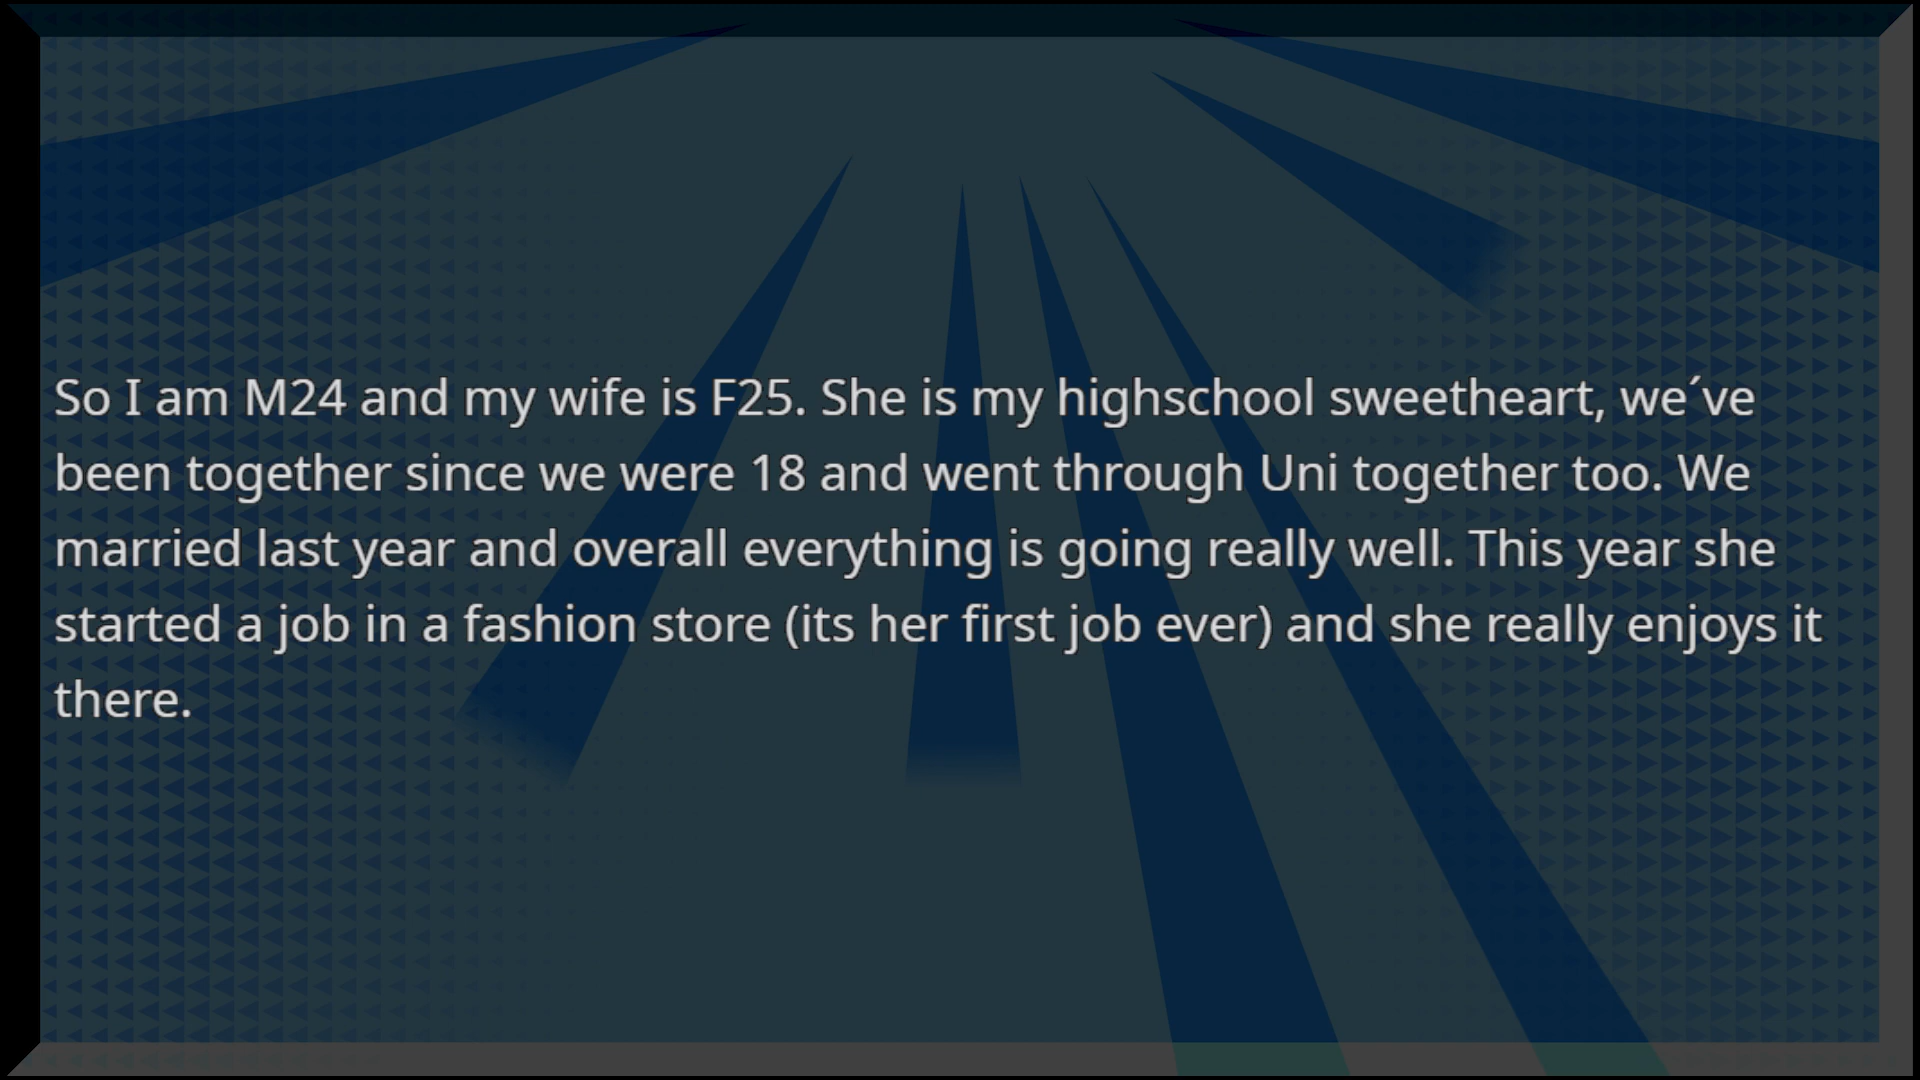 So I am M24 and my wife is F25. She is my highschool sweetheart, we´ve
been together since we were 18 and went through Uni together too. We
married last year and overall everything is going really well. This year she
started a job in a fashion store (its her first job ever) and she really enjoys it
there.